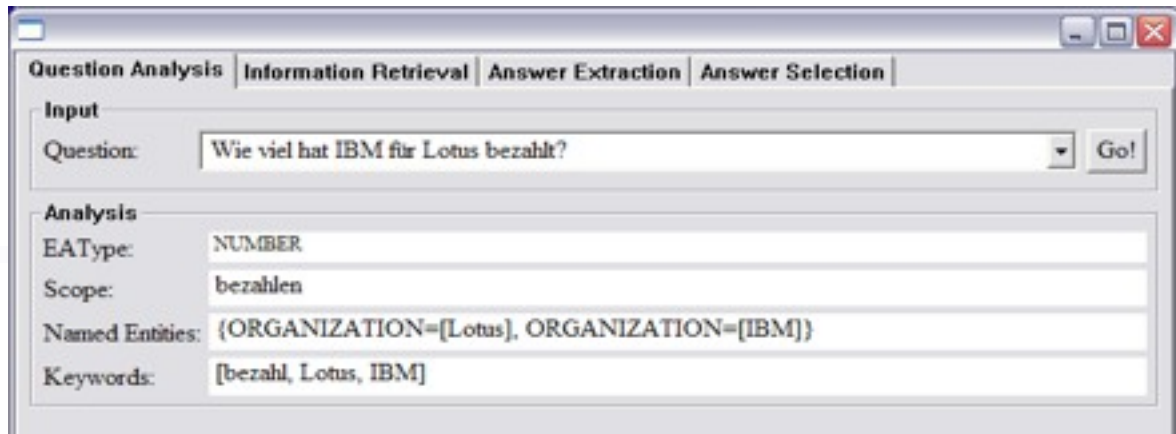 Question Analysis Information Retrieval Answer Extraction Answer Selection
Input
Question: Wie viel hat IBM für Lotus bezahlt? Go!
Analysis
EAType: NUMBER
Scope: bezahlen
Named Entities: {ORGANIZATION=[Lotus], ORGANIZATION=[IBM]}
Keywords: [bezahl, Lotus, IBM]